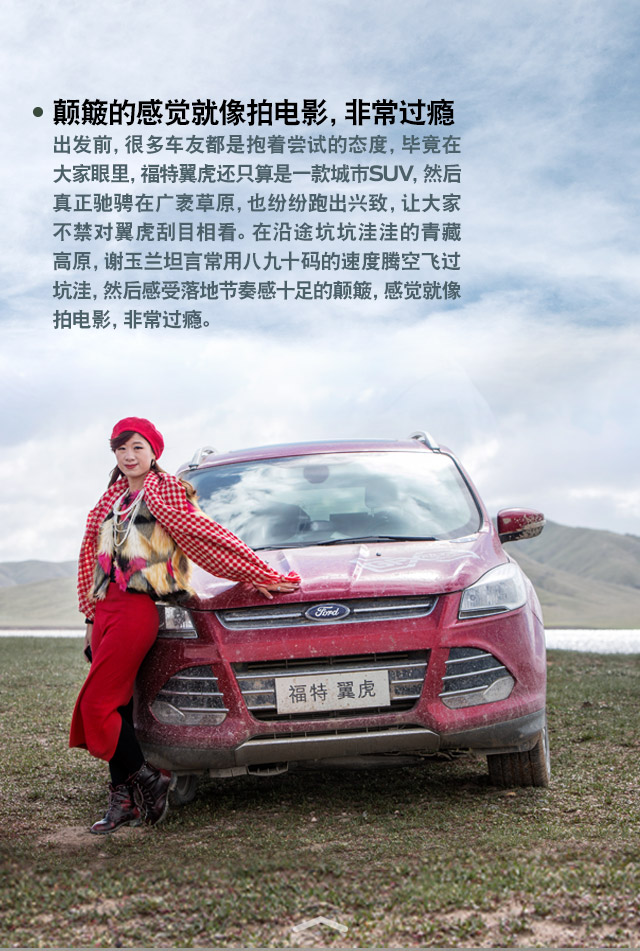 颠簸的感觉就像拍电影，非常过瘾
出发前，很多车友都是抱着尝试的态度，毕竟在
大家眼里，福特翼虎还只算是一款城市SUV，然后
真正驰骋在广袤草原，也纷纷跑出兴致，让大家
不禁对翼虎刮目相看。在沿途坑坑洼洼的青藏
高原，谢玉兰坦言常用八九十码的速度腾空飞过
坑洼，然后感受落地节奏感十足的颠簸，感觉就像
拍电影，非常过瘾。
Ford
福特 翼虎